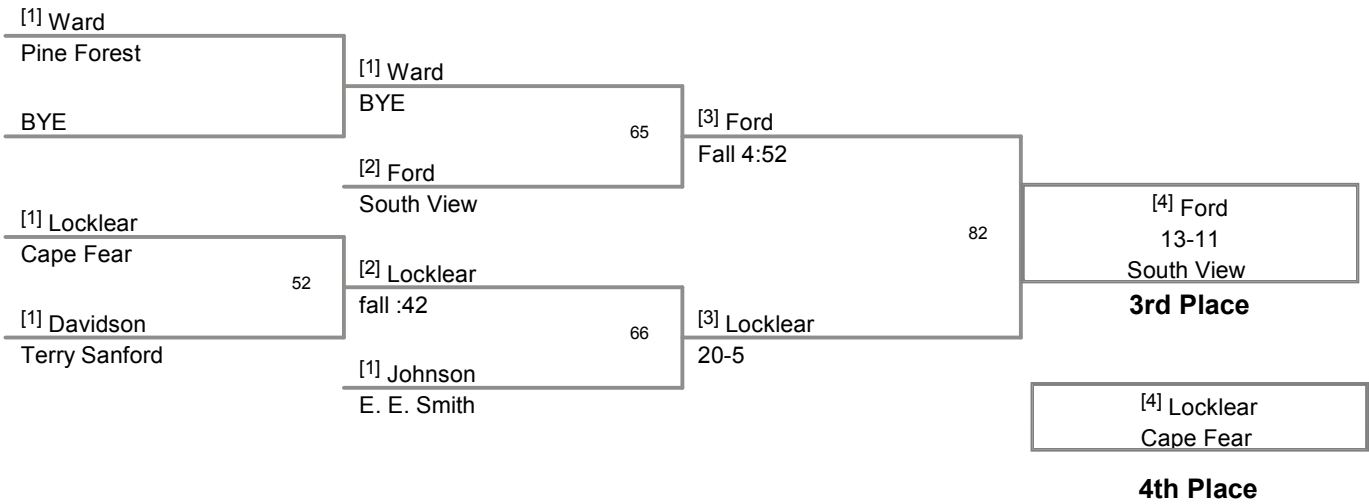 [1] Ward
Pine Forest
BYE
[1] Locklear
Cape Fear
52
[1] Davidson
Terry Sanford
[1] Ward
BYE
65
[2] Ford
South View
[2] Locklear
fall :42
66
[1] Johnson
E. E. Smith
[3] Ford
Fall 4:52
82
[3] Locklear
20-5
[4] Ford
13-11
South View
3rd Place
[4] Locklear
Cape Fear
4th Place